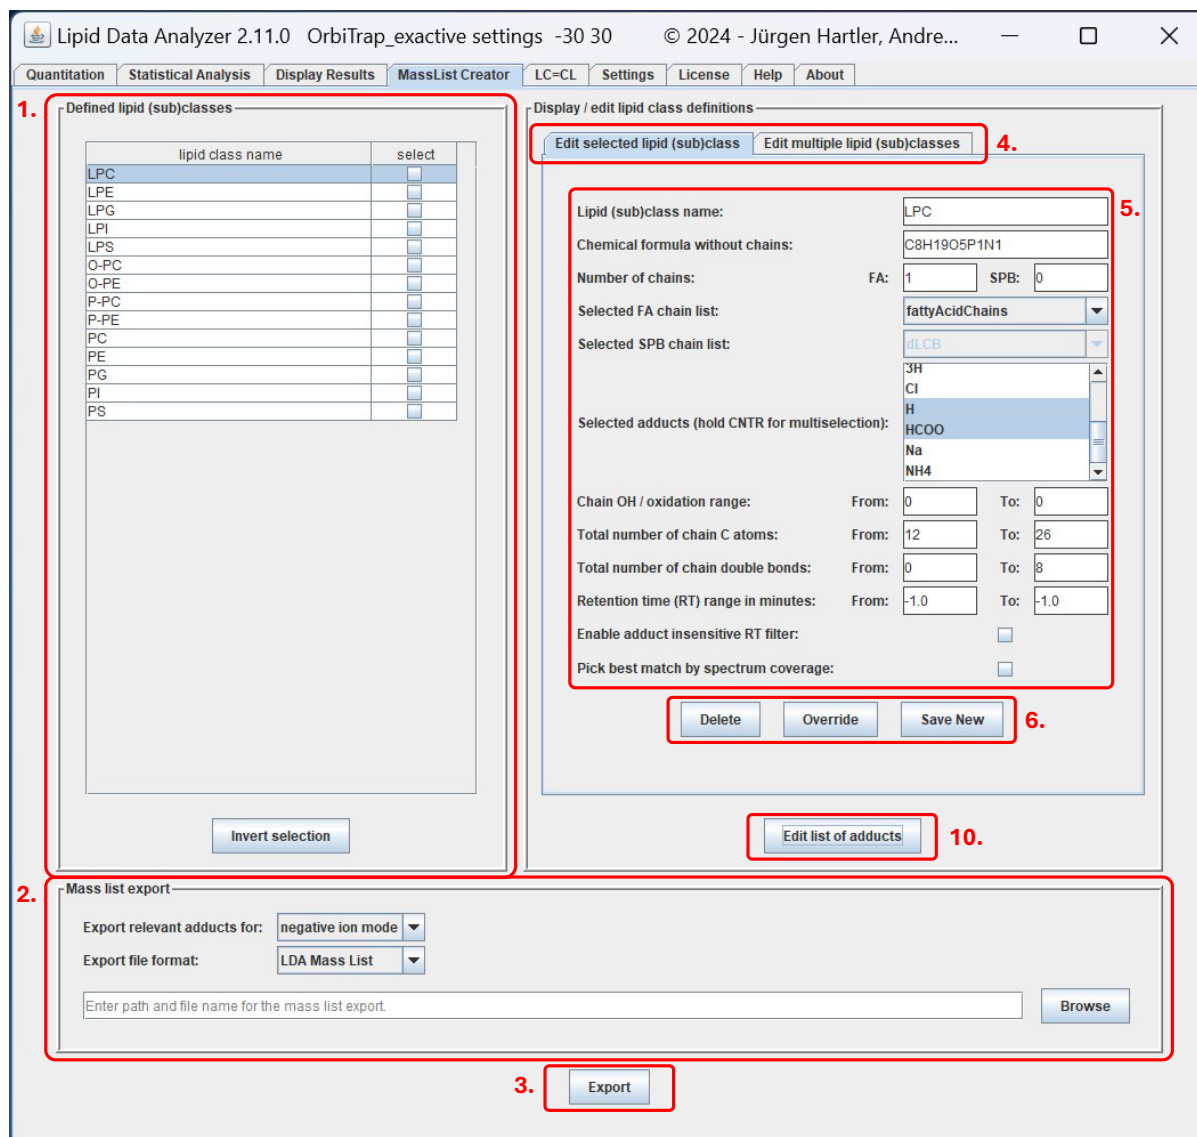 Lipid Data Analyzer 2.11.0 OrbiTrap_exactive settings -30 30 © 2024 - Jürgen Hartler, Andre...
Quantitation Statistical Analysis Display Results MassList Creator LC=CL Settings License Help About
1.
Defined lipid (sub)classes
lipid class name select
LPC
LPE
LPG
LPI
LPS
O-PC
O-PE
P-PC
P-PE
PC
PE
PG
PI
PS
Invert selection
Display / edit lipid class definitions
Edit selected lipid (sub)class Edit multiple lipid (sub)classes 4.
5.
Lipid (sub)class name: LPC
Chemical formula without chains: C8H19O5P1N1
Number of chains: FA: 1 SPB: 0
Selected FA chain list: fattyAcidChains
Selected SPB chain list: dLCB
3H
Cl
H
Selected adducts (hold CNTR for multiselection): HCOO
Na
NH4
Chain OH / oxidation range: From: 0 To: 0
Total number of chain C atoms: From: 12 To: 26
Total number of chain double bonds: From: 0 To: 8
Retention time (RT) range in minutes: From: -1.0 To: -1.0
Enable adduct insensitive RT filter:
Pick best match by spectrum coverage:
Delete Override Save New 6.
Edit list of adducts 10.
2.
Mass list export
Export relevant adducts for: negative ion mode
Export file format: LDA Mass List
Enter path and file name for the mass list export. Browse
3. Export